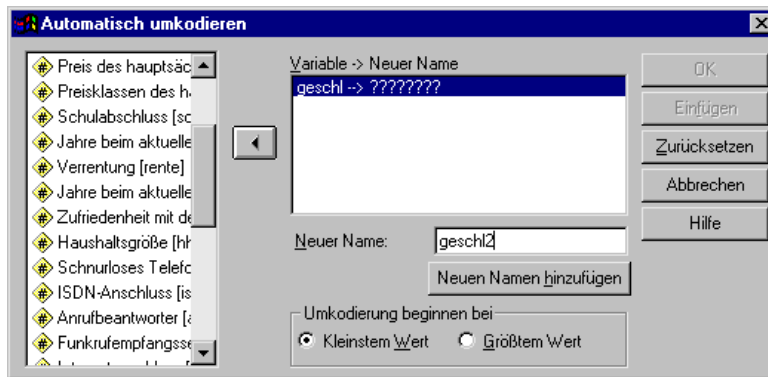 Automatisch umkodieren
Preis des hauptsäc
Preisklassen des h
Schulabschluss [sc
Jahre beim aktuelle
Verrentung [rente]
Jahre beim aktuelle
Zufriedenheit mit de
Haushaltsgröße [hh
Schnurloses Telefo
ISDN-Anschluss [is
Anrufbeantworter [a
Funkrufempfangsse
Variable -> Neuer Name
geschl --> ????????
Neuer Name:
geschl2
Neuen Namen hinzufügen
Umkodierung beginnen bei
Kleinstem Wert
Größtem Wert
OK
Einfügen
Zurücksetzen
Abbrechen
Hilfe